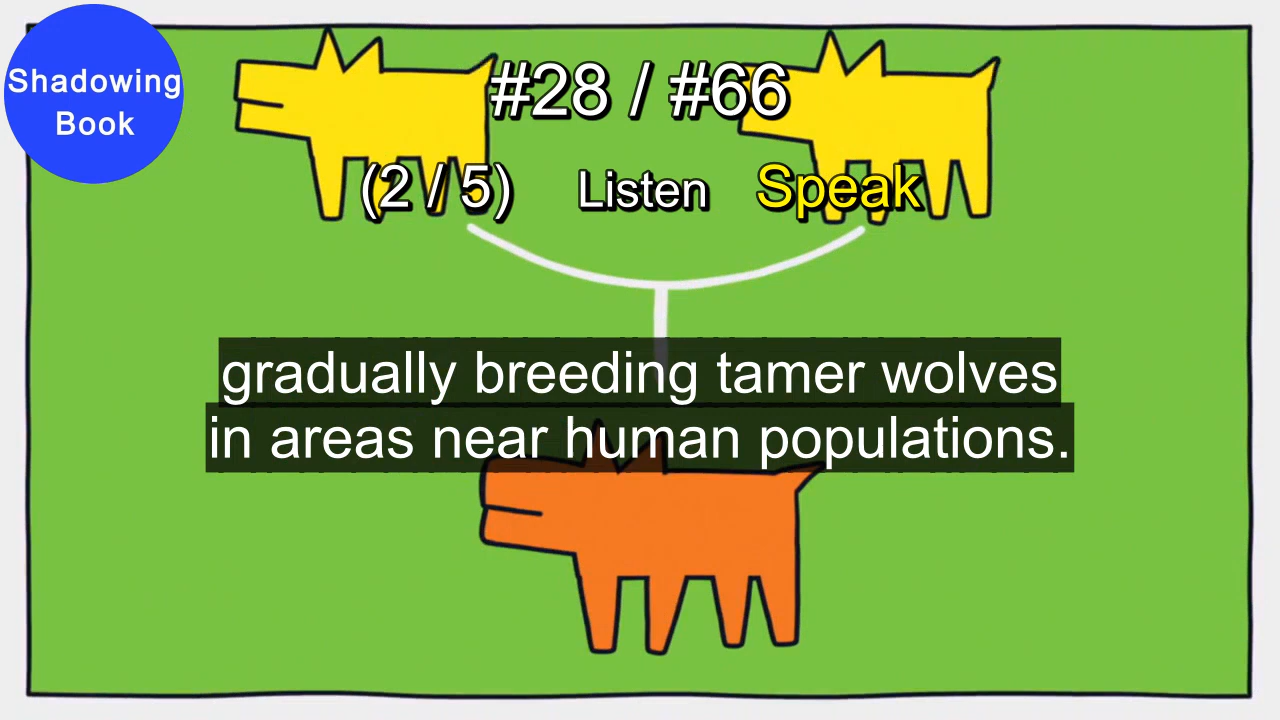 Shadowing
Book
#28 / #66
(2 / 5) Listen Speak
gradually breeding tamer wolves
in areas near human populations.